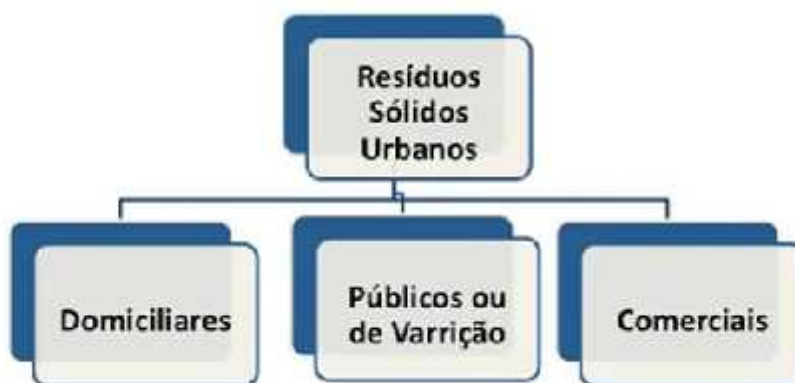 Resíduos
Sólidos
Urbanos
Domiciliares
Públicos ou
de Varrição
Comerciais